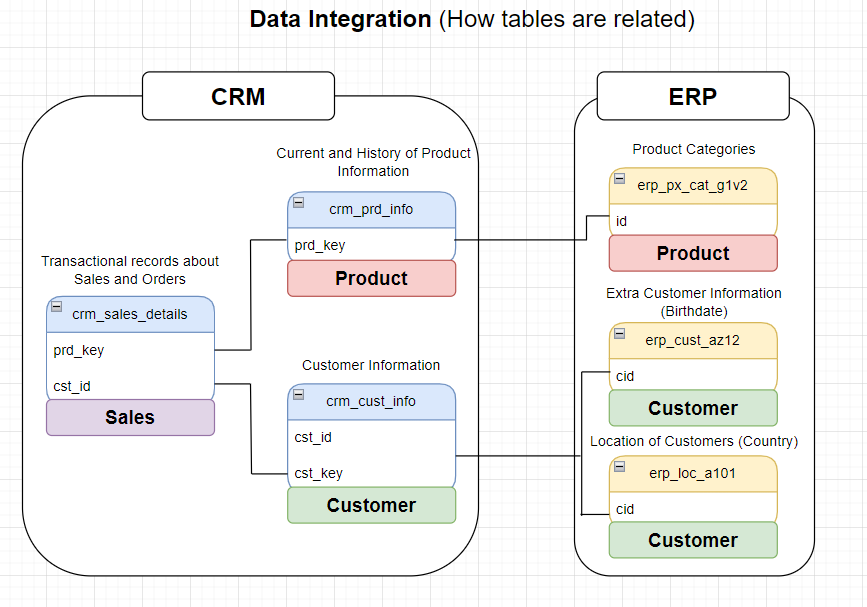 Data Integration (How tables are related)
CRM
Current and History of Product
Information
crm_prd_info
prd_key
Product
Transactional records about
Sales and Orders
crm_sales_details
prd_key
cst_id
Sales
Customer Information
crm_cust_info
cst_id
cst_key
Customer
ERP
Product Categories
erp_px_cat_g1v2
id
Product
Extra Customer Information
(Birthdate)
erp_cust_az12
cid
Customer
Location of Customers (Country)
erp_loc_a101
cid
Customer